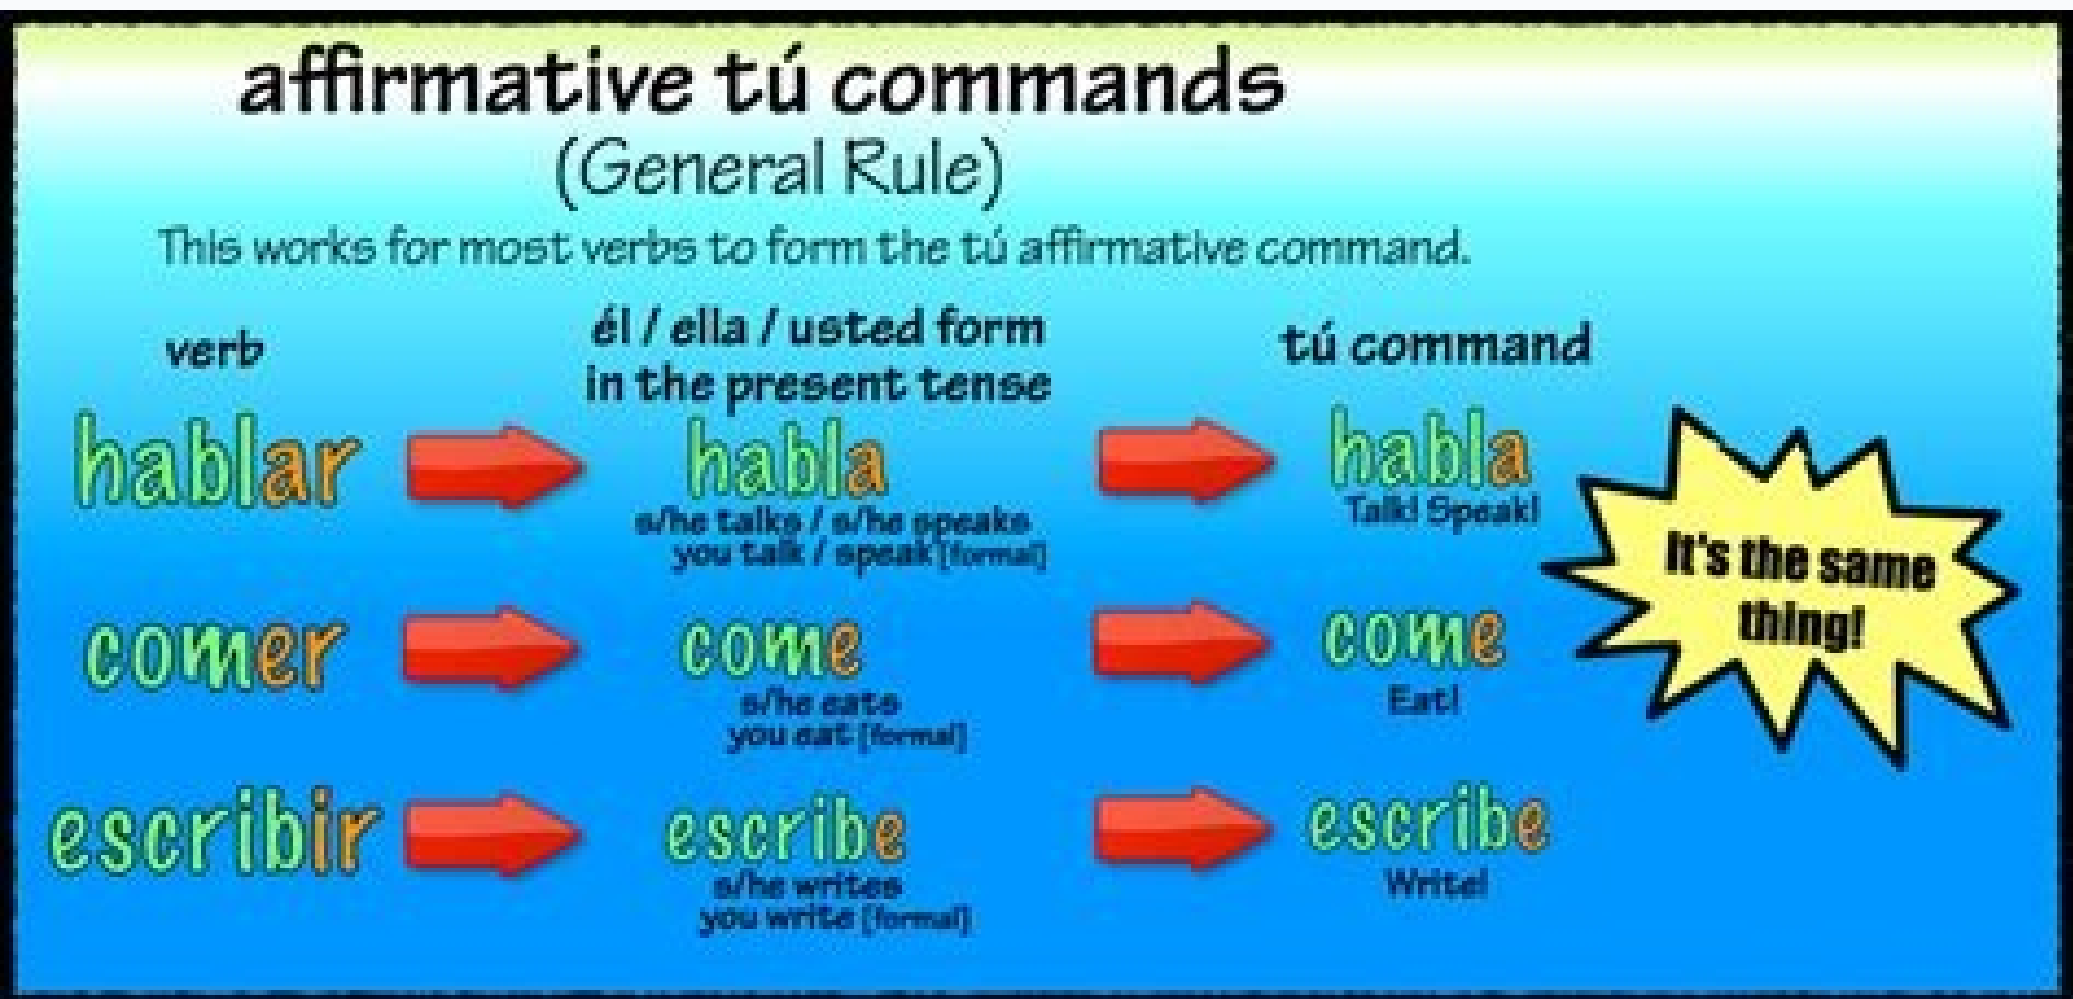 affirmative tú commands
(General Rule)
This works for most verbs to form the tú affirmative command.
verb
él / ella / usted form
in the present tense
tú command
hablar
habla
s/he talks / s/he speaks
you talk / speak [formal]
habla
Talk! Speak!
It's the same
thing!
comer
come
s/he eats
you eat [formal]
come
Eat!
escribir
escribe
s/he writes
you write [formal]
escribe
Write!